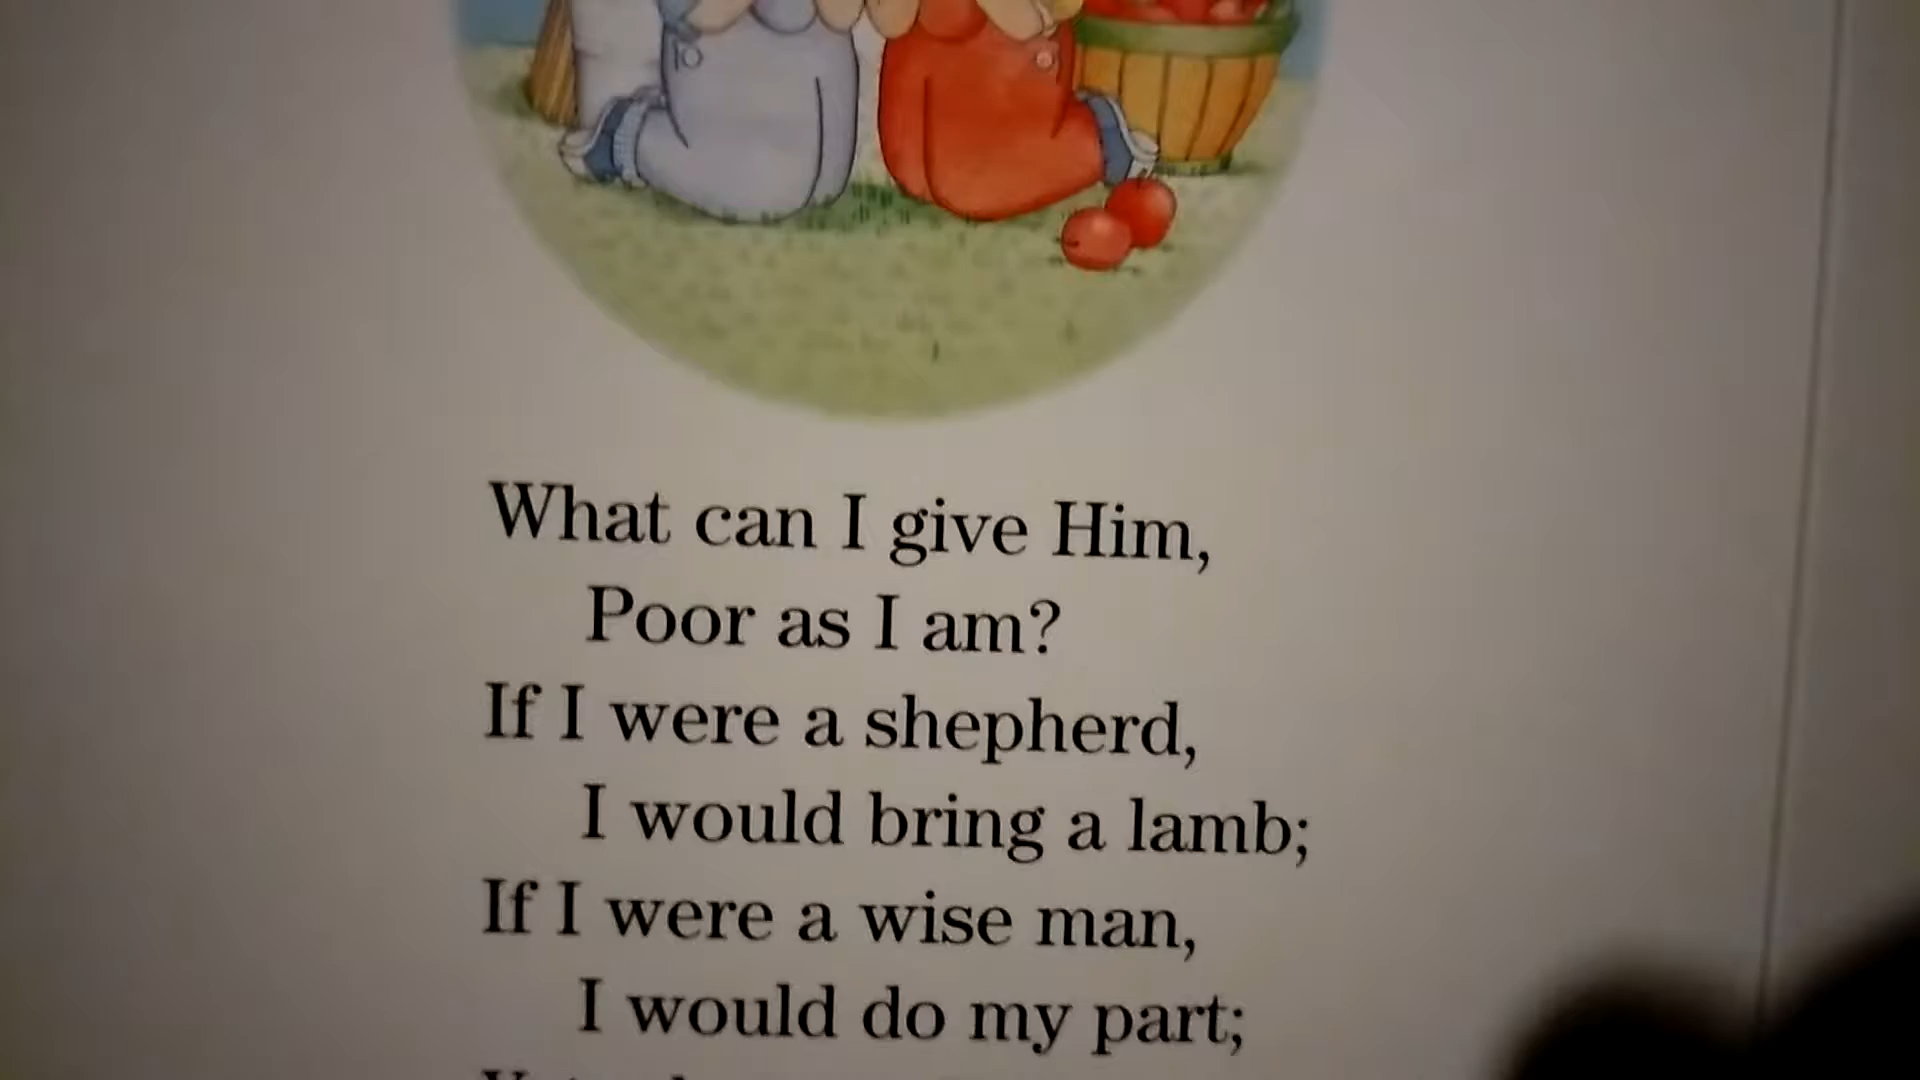 What can I give Him,
Poor as I am?
If I were a shepherd,
I would bring a lamb;
If I were a wise man,
I would do my part;